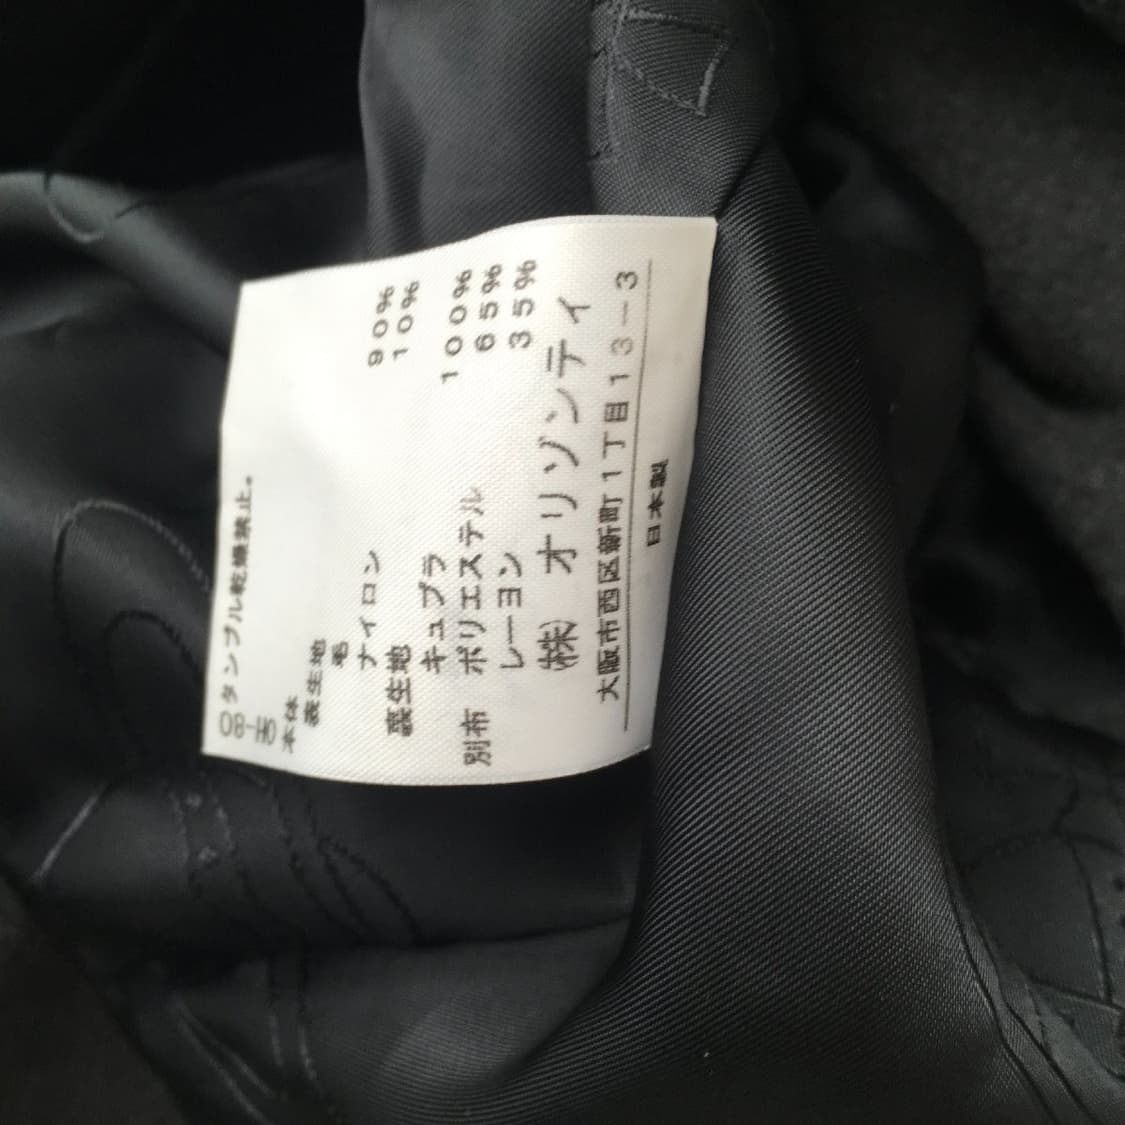 タンブル乾燥禁止。
本体
表生地
毛 90%
ナイロン 10%
裏生地
キュプラ 100%
別布 ポリエステル 65%
レーヨン 35%
㈱ オリゾンティ
大阪市西区新町1丁目13-3
日本製